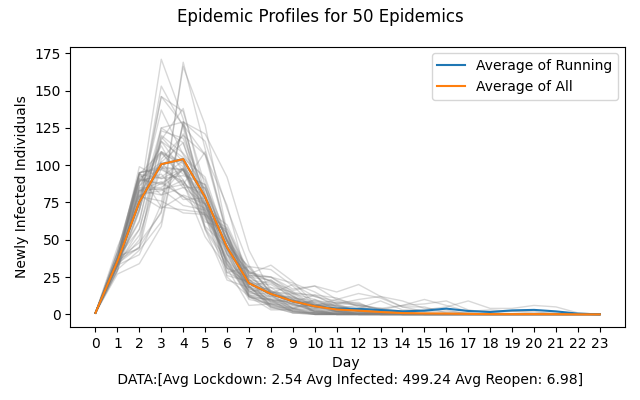 Epidemic Profiles for 50 Epidemics
175
150
125
100
75
50
25
0
Newly Infected Individuals
Average of Running
Average of All
0 1 2 3 4 5 6 7 8 9 10 11 12 13 14 15 16 17 18 19 20 21 22 23
Day
DATA:[Avg Lockdown: 2.54 Avg Infected: 499.24 Avg Reopen: 6.98]